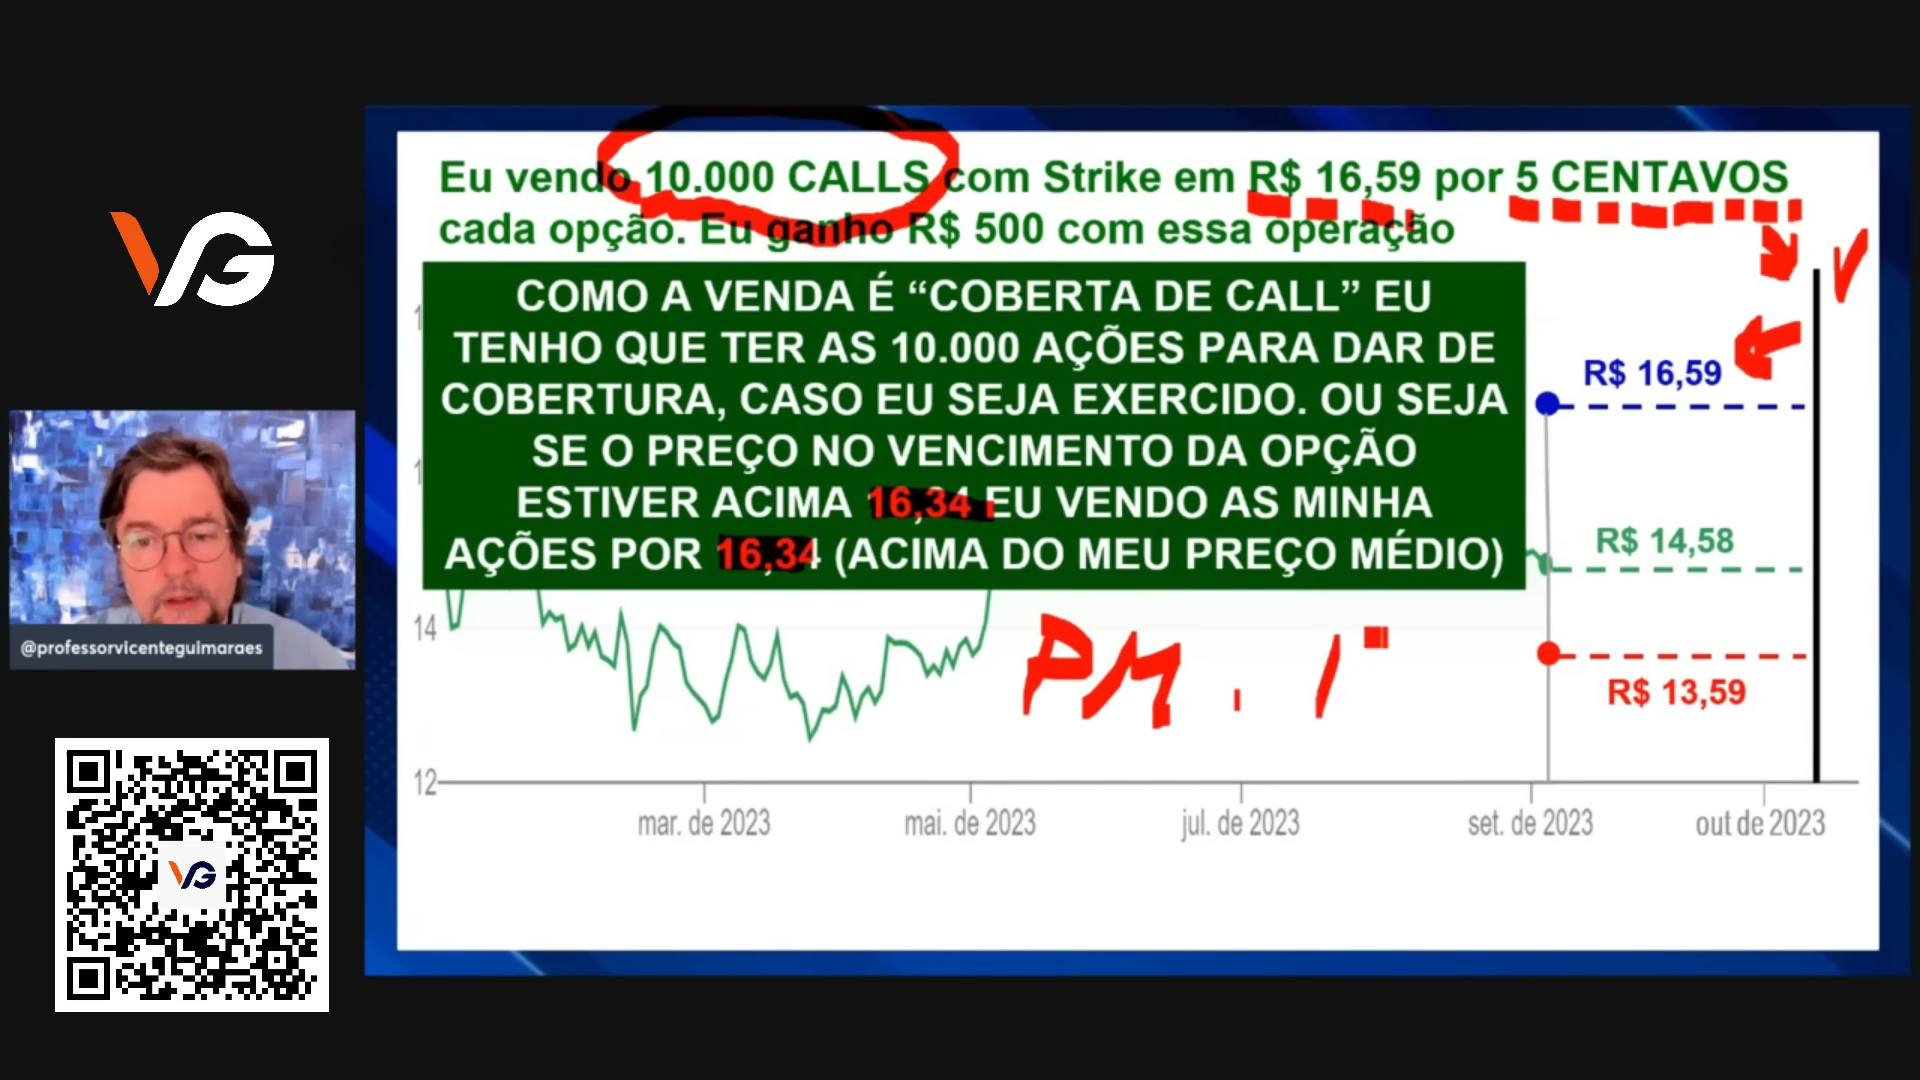 Eu vendo 10.000 CALLS com Strike em R$ 16,59 por 5 CENTAVOS
cada opção. Eu ganho R$ 500 com essa operação
COMO A VENDA É “COBERTA DE CALL” EU
TENHO QUE TER AS 10.000 AÇÕES PARA DAR DE
COBERTURA, CASO EU SEJA EXERCIDO. OU SEJA
SE O PREÇO NO VENCIMENTO DA OPÇÃO
ESTIVER ACIMA 16,34 EU VENDO AS MINHA
AÇÕES POR 16,34 (ACIMA DO MEU PREÇO MÉDIO)
R$ 16,59
R$ 14,58
R$ 13,59
14
PM. 1
12
mar. de 2023
mai. de 2023
jul. de 2023
set. de 2023
out de 2023
VG
@professorvicenteguimaraes
VG